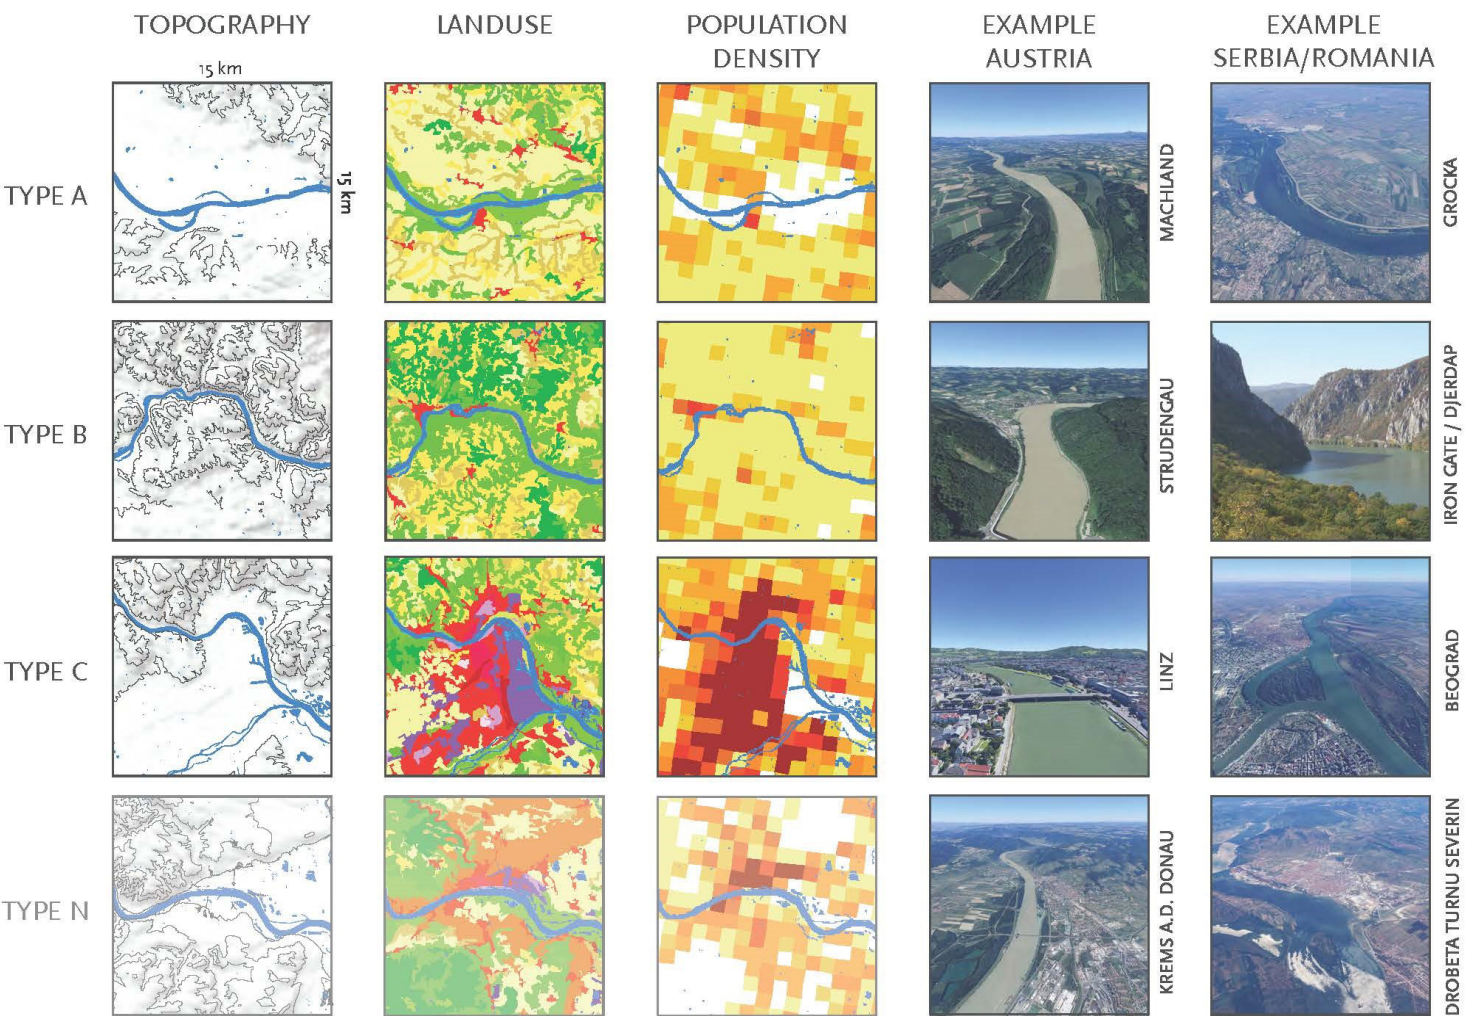 TOPOGRAPHY
LANDUSE
POPULATION
DENSITY
EXAMPLE
AUSTRIA
EXAMPLE
SERBIA/ROMANIA
15 km
15 km
TYPE A
MACHLAND
GROCKA
TYPE B
STRUDENGAU
IRON GATE / DJERDAP
TYPE C
LINZ
BEOGRAD
TYPE N
KREMS A.D. DONAU
DROBETA TURNU SEVERIN